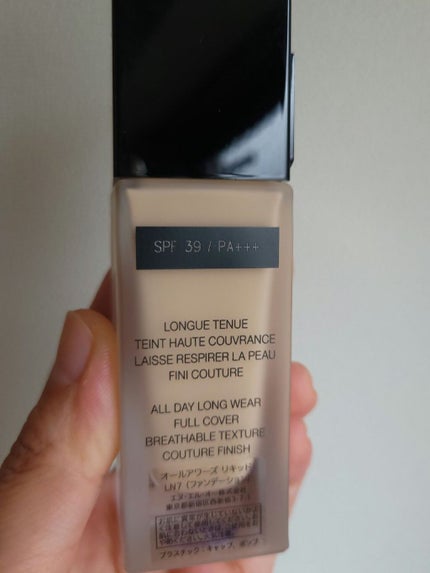 SPF 39 / PA+++
LONGUE TENUE
TEINT HAUTE COUVRANCE
LAISSE RESPIRER LA PEAU
FINI COUTURE
ALL DAY LONG WEAR
FULL COVER
BREATHABLE TEXTURE
COUTURE FINISH
オールアワーズ リキッド
LN7 (ファンデーション)
プラスチック:キャップ、ポンプ